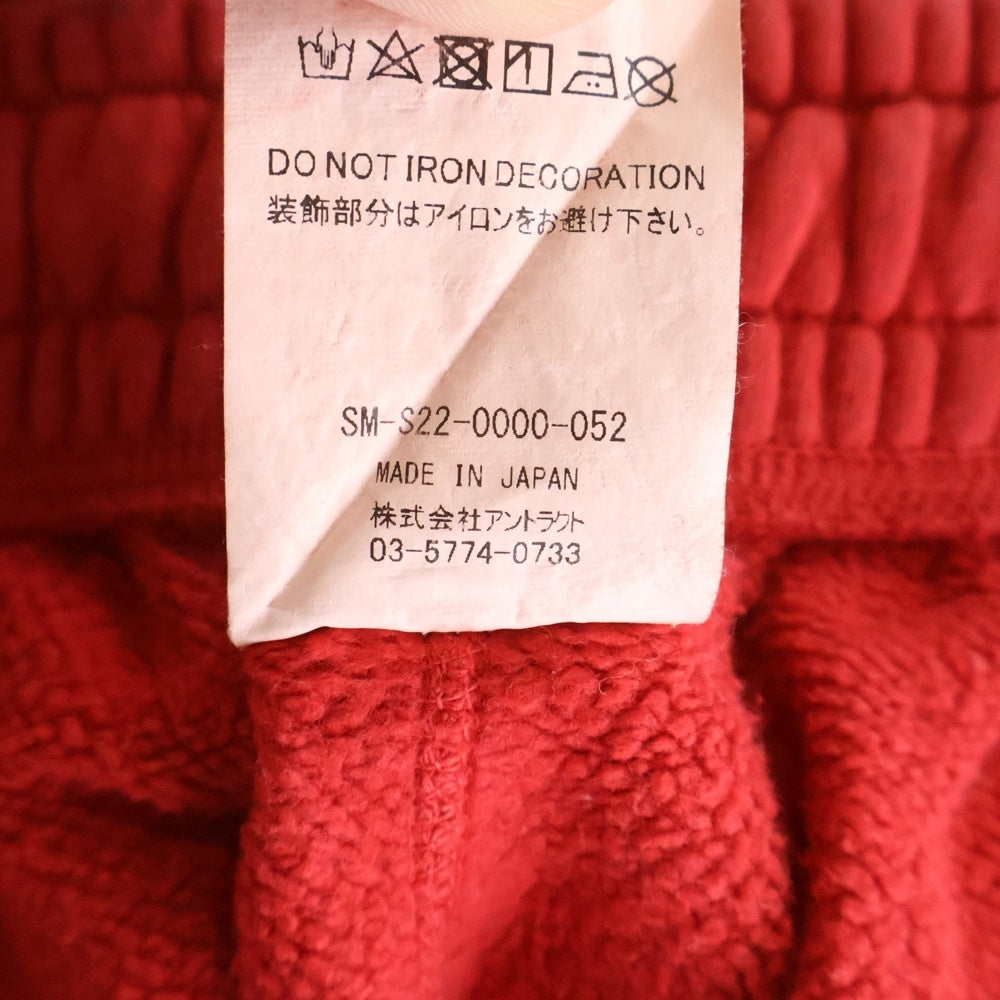 DO NOT IRON DECORATION
装飾部分はアイロンをお避け下さい。
SM-S22-0000-052
MADE IN JAPAN
株式会社アントラクト
03-5774-0733